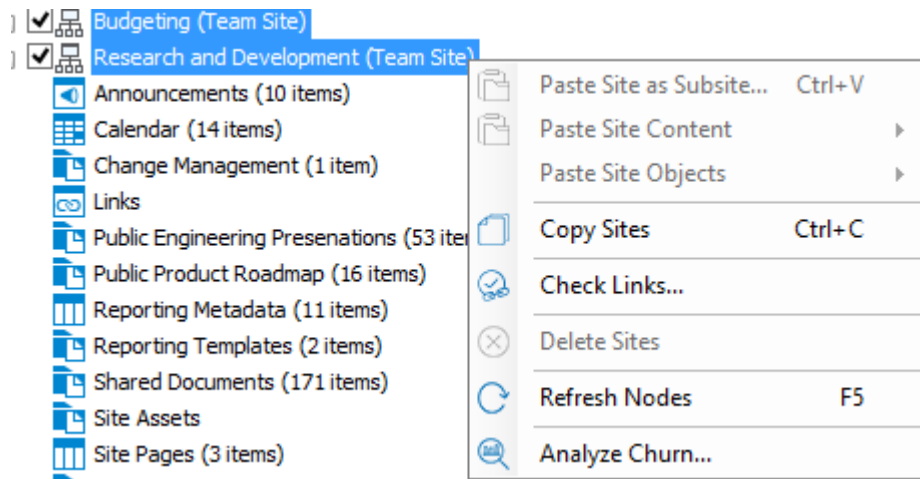 Budgeting (Team Site)
Research and Development (Team Site)
Announcements (10 items)
Calendar (14 items)
Change Management (1 item)
Links
Public Engineering Presenations (53 iter
Public Product Roadmap (16 items)
Reporting Metadata (11 items)
Reporting Templates (2 items)
Shared Documents (171 items)
Site Assets
Site Pages (3 items)
Paste Site as Subsite... Ctrl+V
Paste Site Content
Paste Site Objects
Copy Sites Ctrl+C
Check Links...
Delete Sites
Refresh Nodes F5
Analyze Churn...